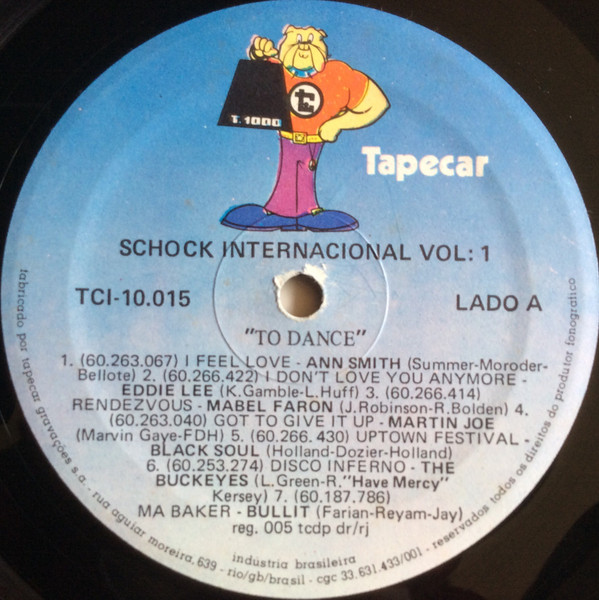 T.1000
Tapecar
SCHOCK INTERNACIONAL VOL: 1
TCI-10.015
LADO A
"TO DANCE"
1. (60.263.067) I FEEL LOVE - ANN SMITH (Summer-Moroder-
Bellote) 2. (60.266.422) I DON'T LOVE YOU ANYMORE -
EDDIE LEE (K.Gamble-L.Huff) 3. (60.266.414)
RENDEZVOUS - MABEL FARON (J.Robinson-R.Bolden) 4.
(60.263.040) GOT TO GIVE IT UP - MARTIN JOE
(Marvin Gaye-FDH) 5. (60.266.430) UPTOWN FESTIVAL -
BLACK SOUL (Holland-Dozier-Holland)
6. (60.253.274) DISCO INFERNO - THE
BUCKEYES (L.Green-R."Have Mercy"
Kersey) 7. (60.187.786)
MA BAKER - BULLIT (Farian-Reyam-Jay)
reg. 005 tcdp dr/rj
indústria brasileira
fabricado por tapecar gravações s.a. - rua aguiar moreira, 639 - rio/gb/brasil - cgc 33.631.433/001 - reservados todos os direitos do produtor fonográfico